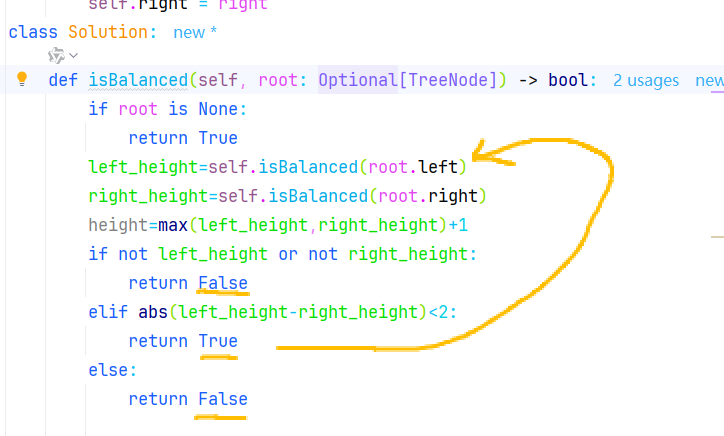 self.right = right
class Solution: new *
def isBalanced(self, root: Optional[TreeNode]) -> bool: 2 usages new
if root is None:
return True
left_height=self.isBalanced(root.left)
right_height=self.isBalanced(root.right)
height=max(left_height,right_height)+1
if not left_height or not right_height:
return False
elif abs(left_height-right_height)<2:
return True
else:
return False